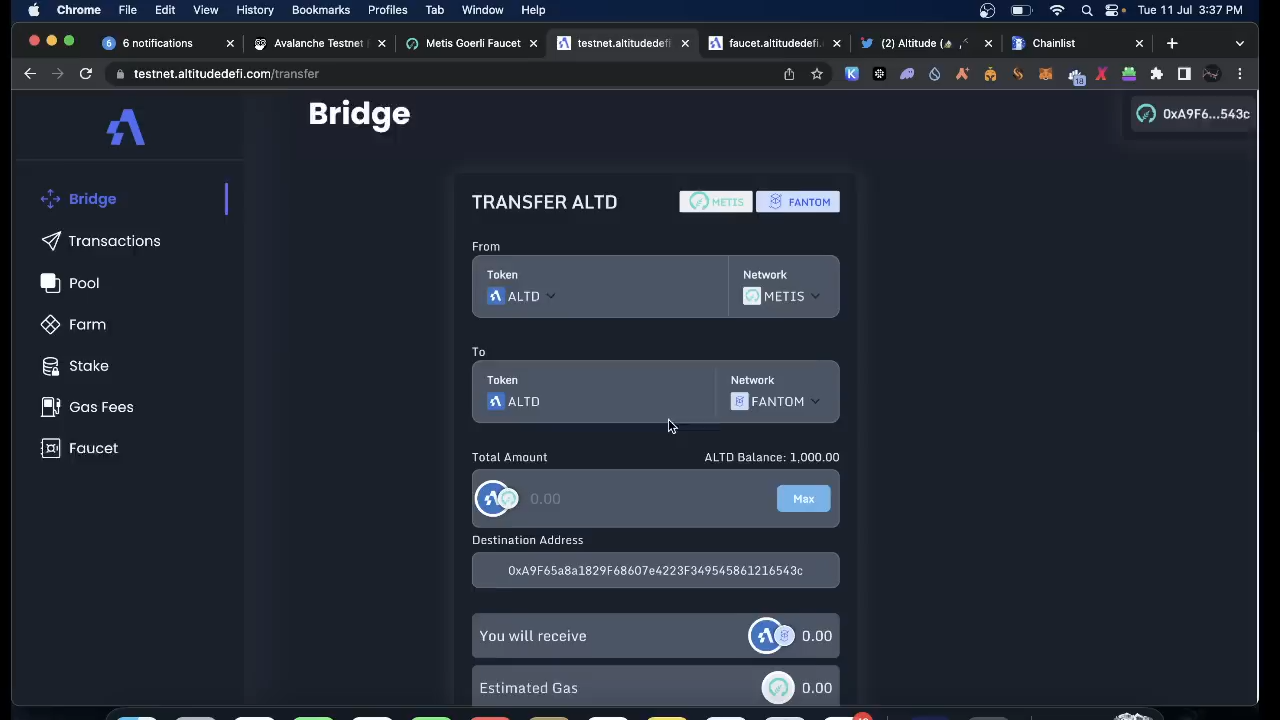 Chrome File Edit View History Bookmarks Profiles Tab Window Help Tue 11 Jul 3:37 PM
6 6 notifications Avalanche Testnet Metis Goerli Faucet testnet.altitudedefi faucet.altitudedefi.c (2) Altitude Chainlist
testnet.altitudedefi.com/transfer
18
Bridge
0xA9F6...543c
Bridge
Transactions
Pool
Farm
Stake
Gas Fees
Faucet
TRANSFER ALTD METIS FANTOM
From
Token Network
ALTD METIS
To
Token Network
ALTD FANTOM
Total Amount ALTD Balance: 1,000.00
0.00 Max
Destination Address
0xA9F65a8a1829F68607e4223F349545861216543c
You will receive 0.00
Estimated Gas 0.00